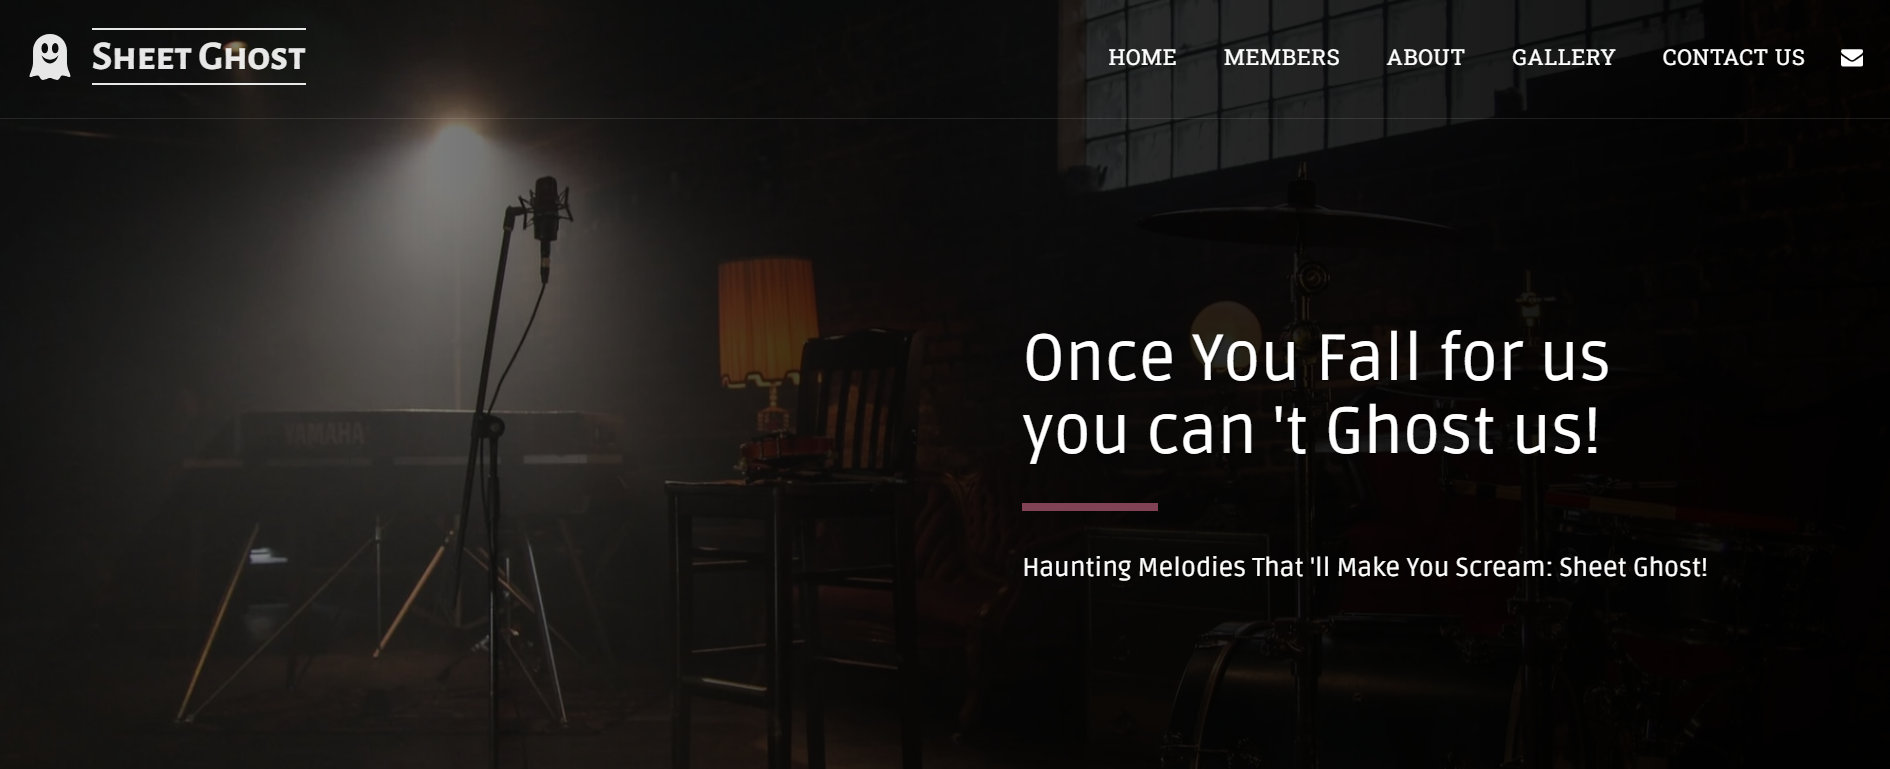 SHEET GHOST
HOME MEMBERS ABOUT GALLERY CONTACT US
YAMAHA
Once You Fall for us
you can 't Ghost us!
Haunting Melodies That 'll Make You Scream: Sheet Ghost!